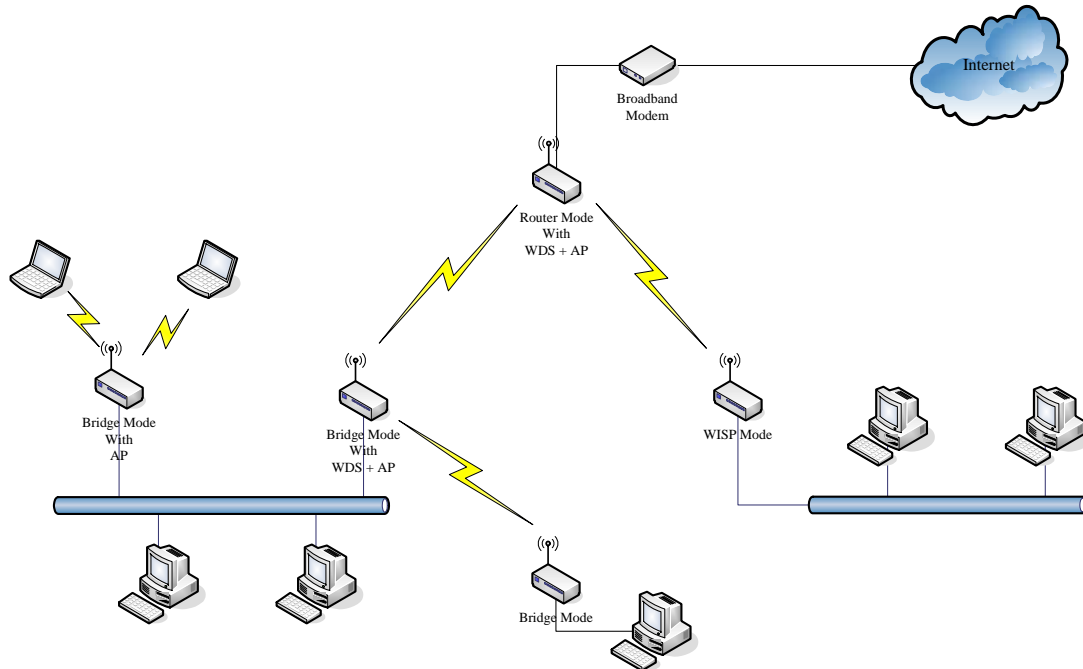 Internet
Broadband
Modem
Router Mode
With
WDS + AP
Bridge Mode
With
AP
Bridge Mode
With
WDS + AP
WISP Mode
Bridge Mode